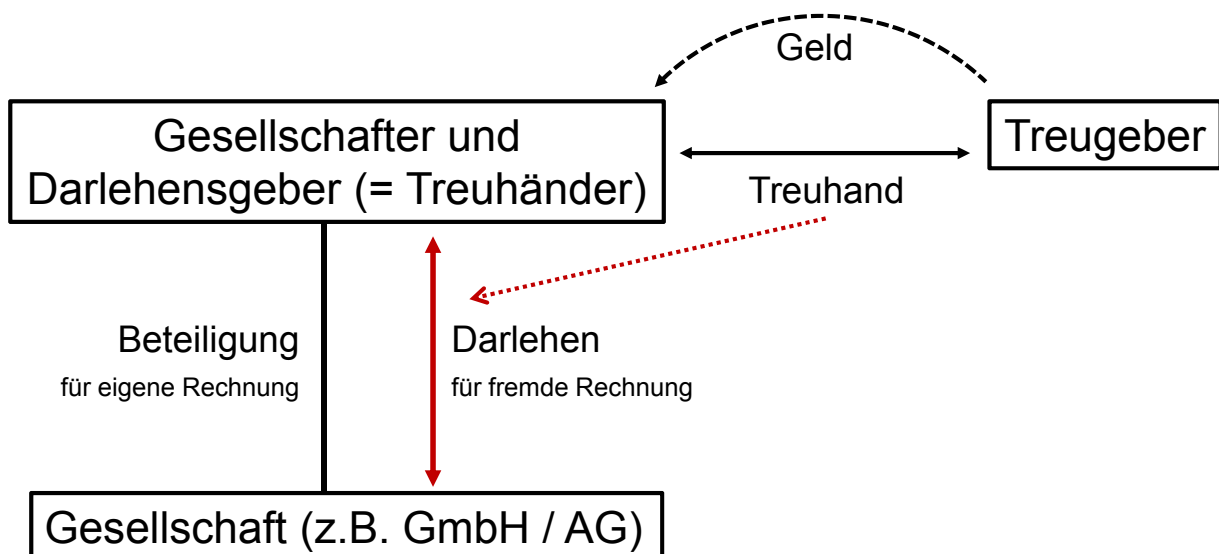 Geld
Gesellschafter und
Darlehensgeber (= Treuhänder)
Treugeber
Treuhand
Beteiligung
für eigene Rechnung
Darlehen
für fremde Rechnung
Gesellschaft (z.B. GmbH / AG)